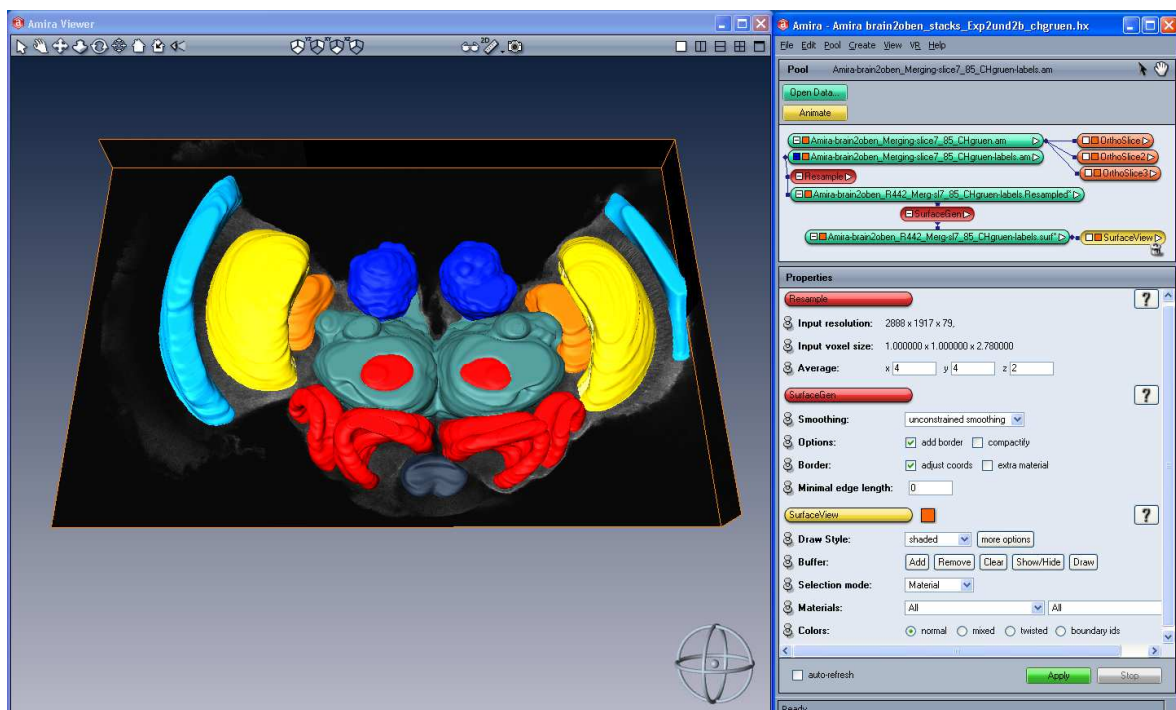 Amira Viewer
2D
Amira - Amira brain2oben_stacks_Exp2und2b_chgruen.hx
File Edit Pool Create View VR Help
Pool Amira-brain2oben_Merging-slice7_85_CHgruen-labels.am
Open Data...
Animate
Amira-brain2oben_Merging-slice7_85_CHgruen.am
OrthoSlice
Amira-brain2oben_Merging-slice7_85_CHgruen-labels.am
OrthoSlice2
OrthoSlice3
Resample
Amira-brain2oben_R442_Merg-sl7_85_CHgruen-labels.Resampled*
SurfaceGen
Amira-brain2oben_R442_Merg-sl7_85_CHgruen-labels.surf*
SurfaceView
Properties
Resample ?
Input resolution: 2888 x 1917 x 79,
Input voxel size: 1.000000 x 1.000000 x 2.780000
Average: x 4 y 4 z 2
SurfaceGen ?
Smoothing: unconstrained smoothing
Options: add border compactify
Border: adjust coords extra material
Minimal edge length: 0
SurfaceView ?
Draw Style: shaded more options
Buffer: Add Remove Clear Show/Hide Draw
Selection mode: Material
Materials: All All
Colors: normal mixed twisted boundary ids
auto-refresh Apply Stop
Ready